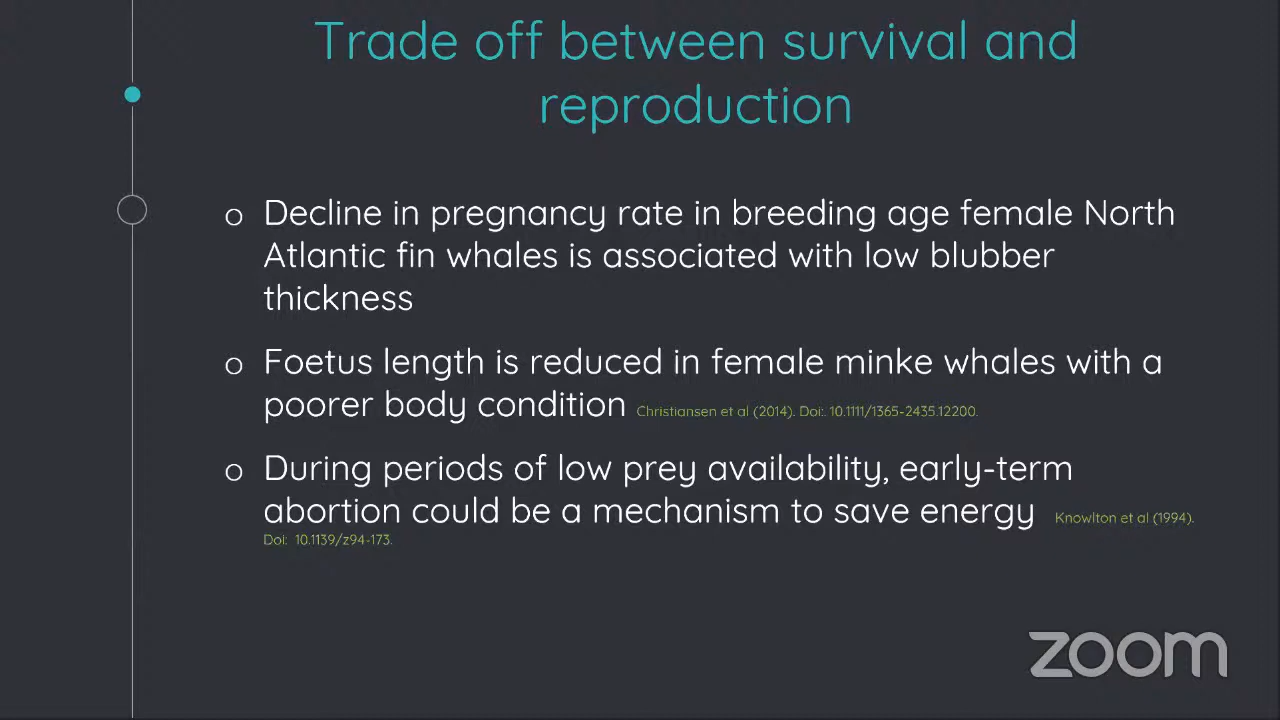 Trade off between survival and
reproduction
o Decline in pregnancy rate in breeding age female North
Atlantic fin whales is associated with low blubber
thickness
o Foetus length is reduced in female minke whales with a
poorer body condition Christiansen et al (2014). Doi:. 10.1111/1365-2435.12200.
o During periods of low prey availability, early-term
abortion could be a mechanism to save energy Knowlton et al (1994).
Doi: 10.1139/z94-173.
zoom